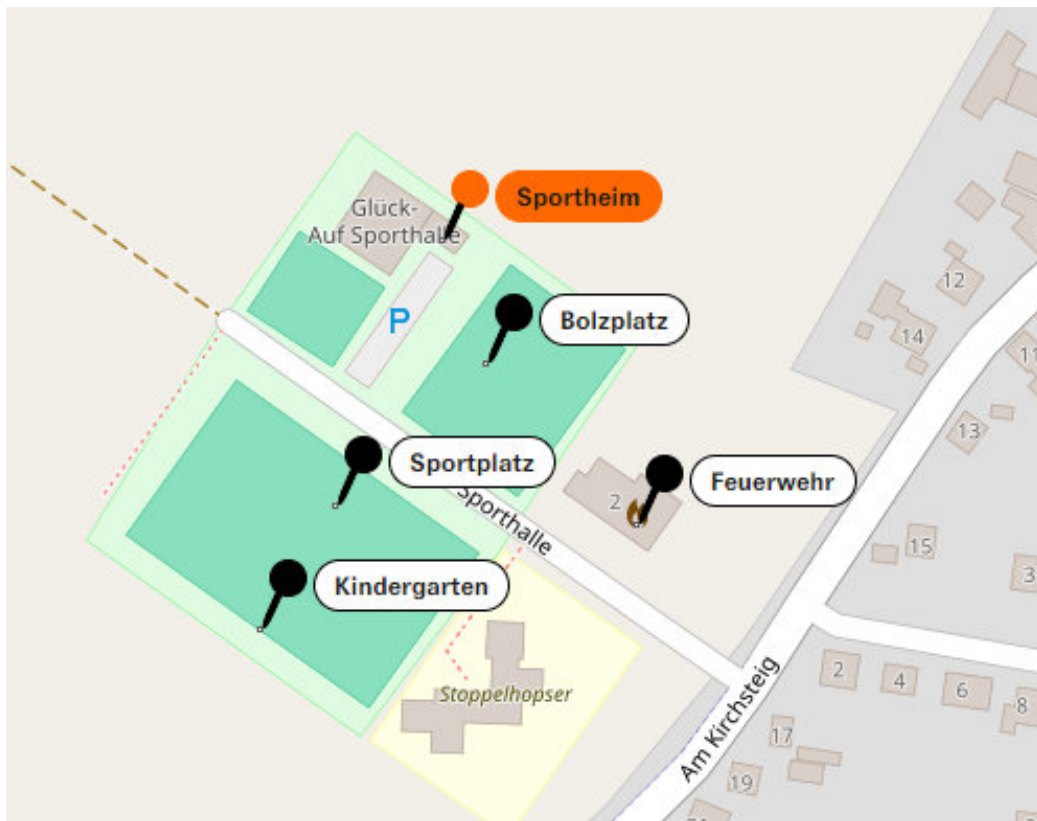 Sportheim
Glück-
Auf Sporthalle
P
Bolzplatz
12
14
11
13
Sportplatz
Feuerwehr
2
Sporthalle
15
3
Kindergarten
Stoppelhopser
Am Kirchsteig
2
4
6
8
17
19